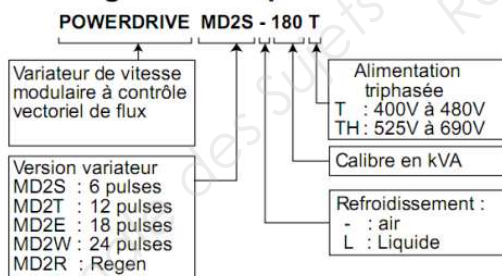 POWERDRIVE MD2S - 180 T
Variateur de vitesse
modulaire à contrôle
vectoriel de flux
Version variateur
MD2S : 6 pulses
MD2T : 12 pulses
MD2E : 18 pulses
MD2W : 24 pulses
MD2R : Regen
Alimentation
triphasée
T : 400V à 480V
TH : 525V à 690V
Calibre en kVA
Refroidissement :
- : air
L : Liquide
des Sujets